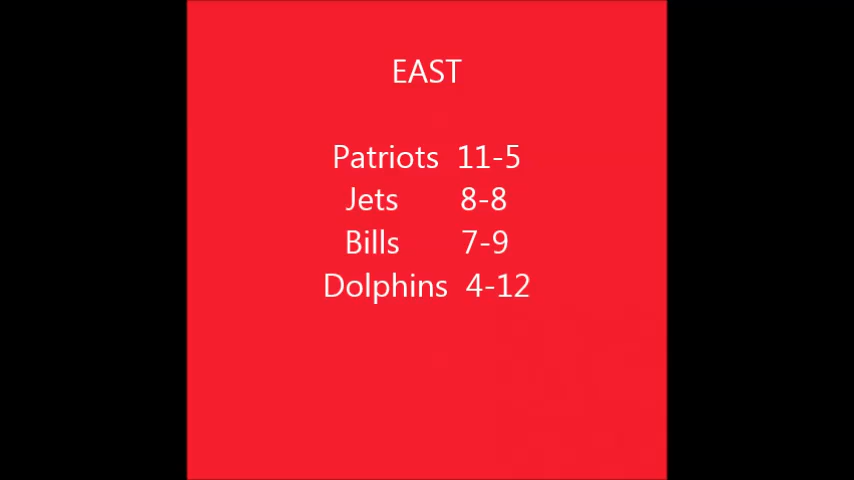 EAST
Patriots 11-5
Jets 8-8
Bills 7-9
Dolphins 4-12